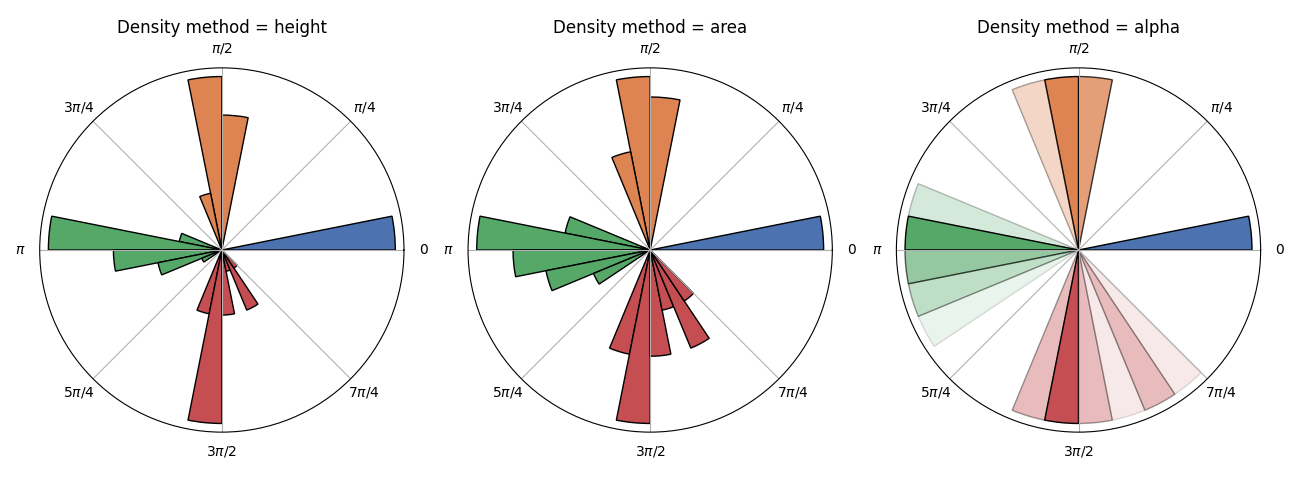 Density method = height
π/2
3π/4
π/4
π
0
5π/4
7π/4
3π/2
Density method = area
π/2
3π/4
π/4
π
0
5π/4
7π/4
3π/2
Density method = alpha
π/2
3π/4
π/4
π
0
5π/4
7π/4
3π/2